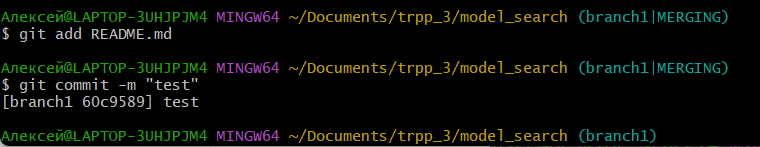 Алексей@LAPTOP-3UHJPJM4 MINGW64 ~/Documents/trpp_3/model_search (branch1|MERGING)
$ git add README.md
Алексей@LAPTOP-3UHJPJM4 MINGW64 ~/Documents/trpp_3/model_search (branch1|MERGING)
$ git commit -m "test"
[branch1 60c9589] test
Алексей@LAPTOP-3UHJPJM4 MINGW64 ~/Documents/trpp_3/model_search (branch1)